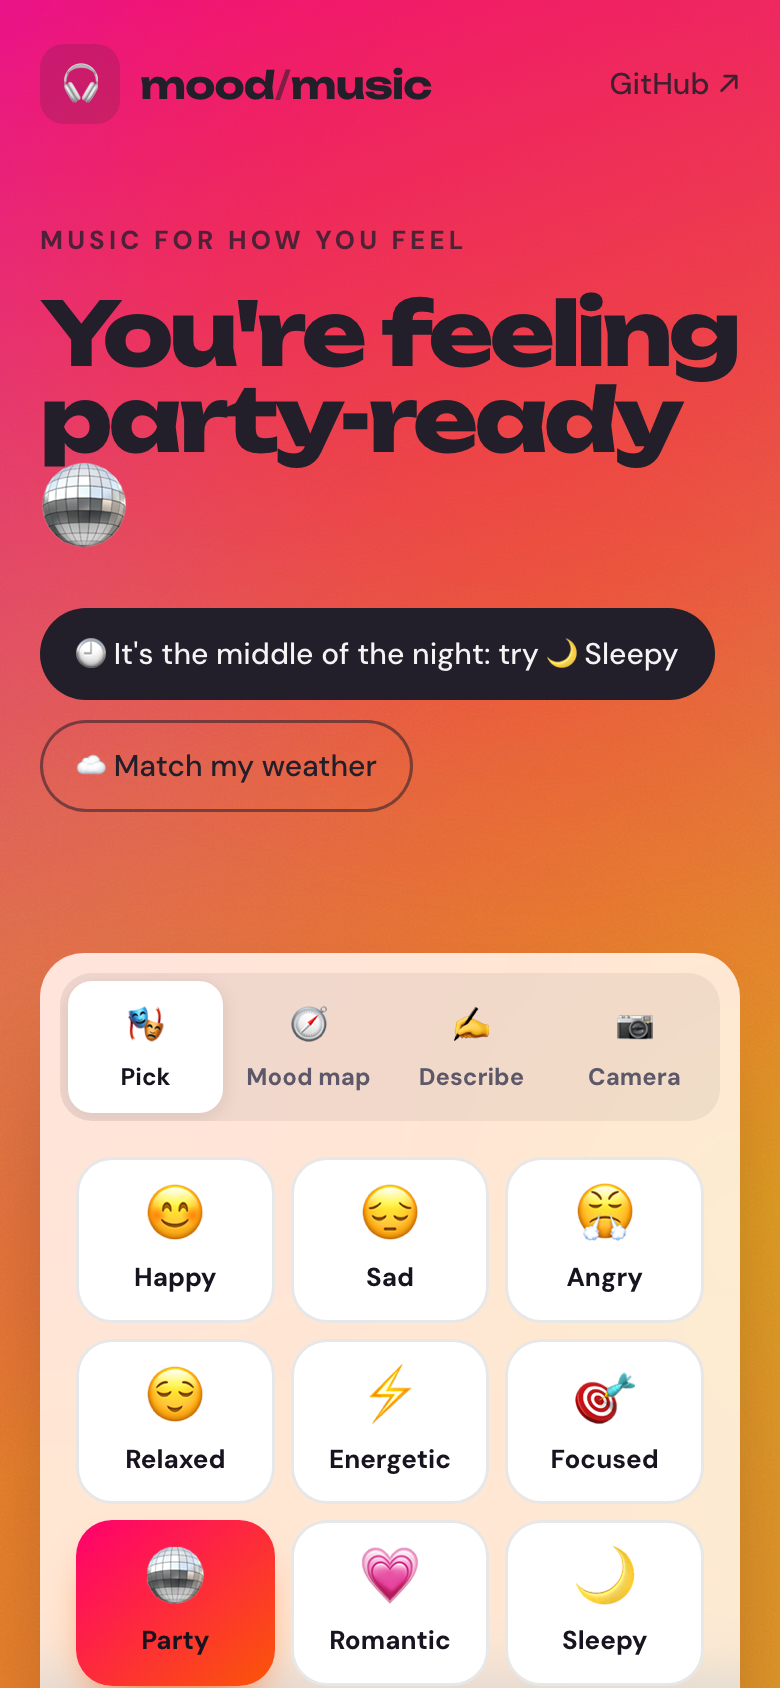 mood/music
GitHub ↗
MUSIC FOR HOW YOU FEEL
You're feeling
party-ready
It's the middle of the night: try 🌙 Sleepy
Match my weather
Pick
Mood map
Describe
Camera
Happy
Sad
Angry
Relaxed
Energetic
Focused
Party
Romantic
Sleepy